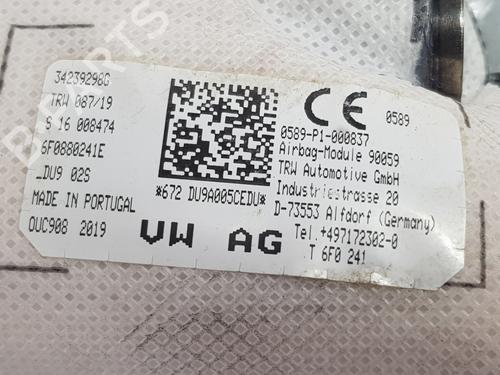 34239298G
TRW 087/19
S 16 008474
6F0880241E
_DU9 02S
MADE IN PORTUGAL
OUC908 2019
*672 DU9A005CEDU*
VW AG
CE 0589
0589-P1-000837
Airbag-Module 90059
TRW Automotive GmbH
Industriestrasse 20
D-73553 Alfdorf (Germany)
Tel.+497172302-0
T 6F0 241
B-PARTS